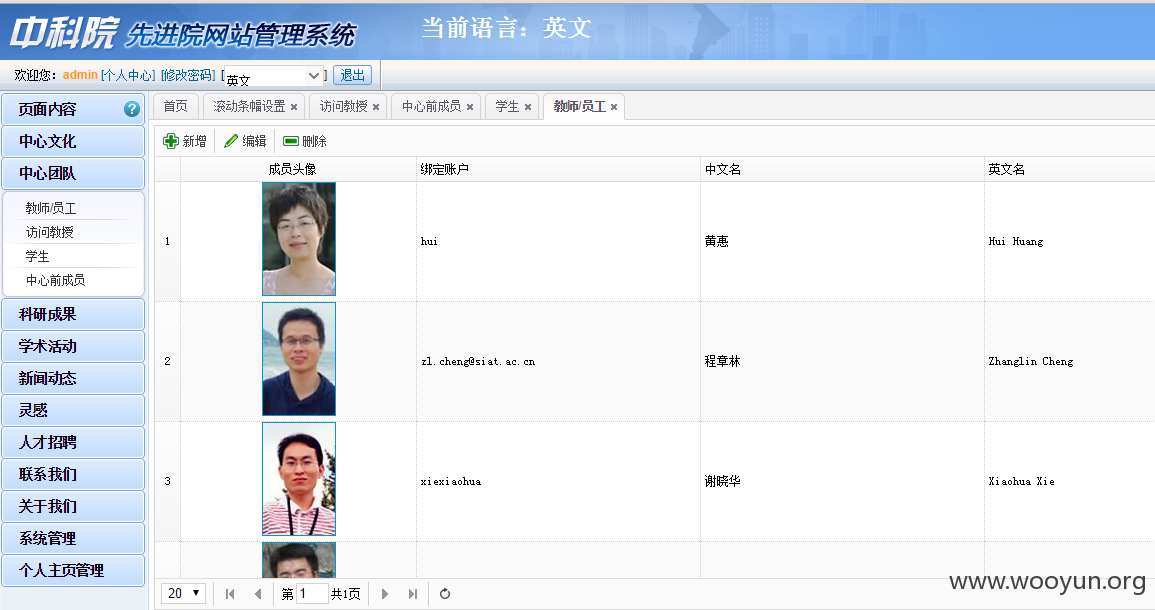 中科院 先进院网站管理系统 当前语言：英文
欢迎您：admin [个人中心] [修改密码] [英文] 退出
页面内容 ?
中心文化
中心团队
教师/员工
访问教授
学生
中心前成员
科研成果
学术活动
新闻动态
灵感
人才招聘
联系我们
关于我们
系统管理
个人主页管理
首页 滚动条幅设置 × 访问教授 × 中心前成员 × 学生 × 教师/员工 ×
新增 编辑 删除
成员头像 绑定账户 中文名 英文名
1 hui 黄惠 Hui Huang
2 zl.cheng@siat.ac.cn 程章林 Zhanglin Cheng
3 xiexiaohua 谢晓华 Xiaohua Xie
20 第 1 共1页
www.wooyun.org